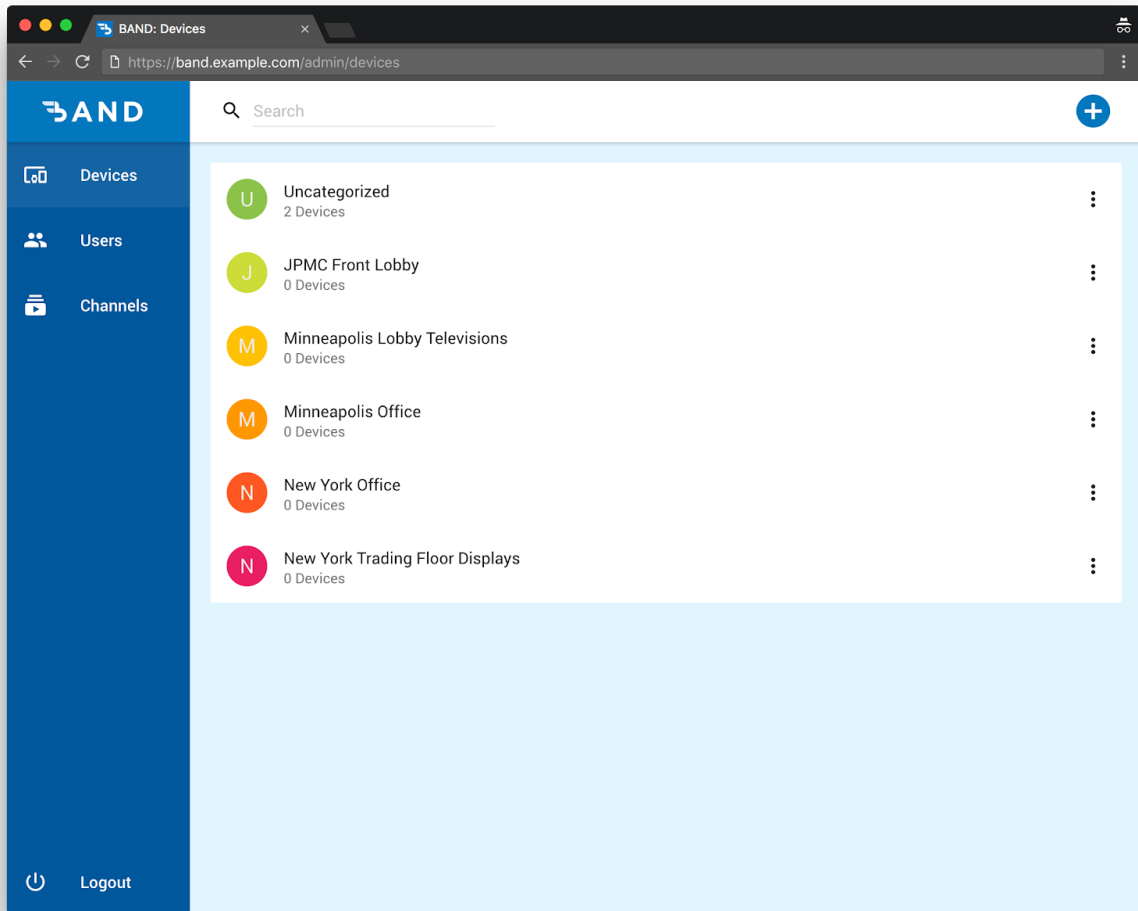 BAND: Devices
https://band.example.com/admin/devices
BAND
Search
Devices
Users
Channels
Logout
U
Uncategorized
2 Devices
J
JPMC Front Lobby
0 Devices
M
Minneapolis Lobby Televisions
0 Devices
M
Minneapolis Office
0 Devices
N
New York Office
0 Devices
N
New York Trading Floor Displays
0 Devices